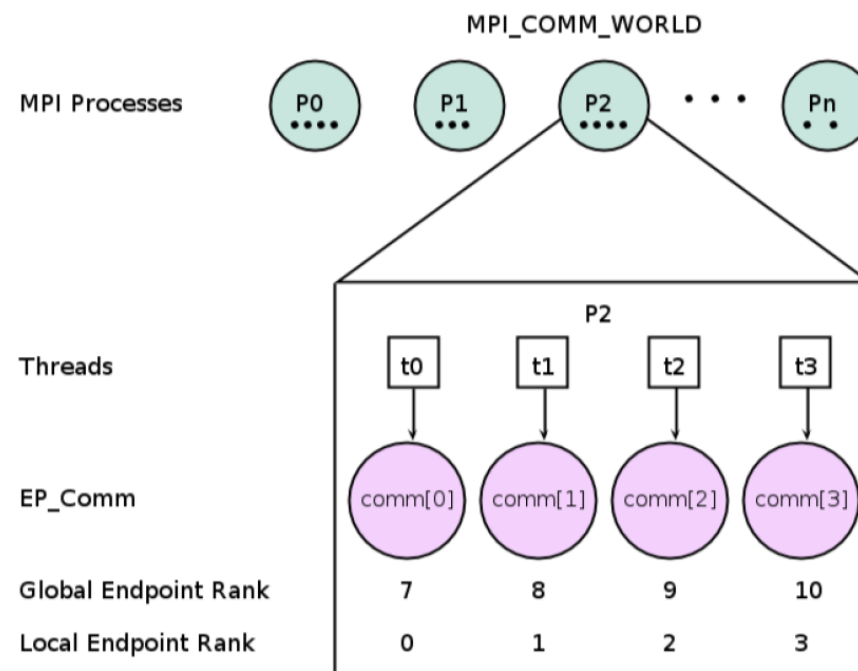 MPI_COMM_WORLD
MPI Processes P0 P1 P2 Pn
P2
Threads t0 t1 t2 t3
EP_Comm comm[0] comm[1] comm[2] comm[3]
Global Endpoint Rank 7 8 9 10
Local Endpoint Rank 0 1 2 3